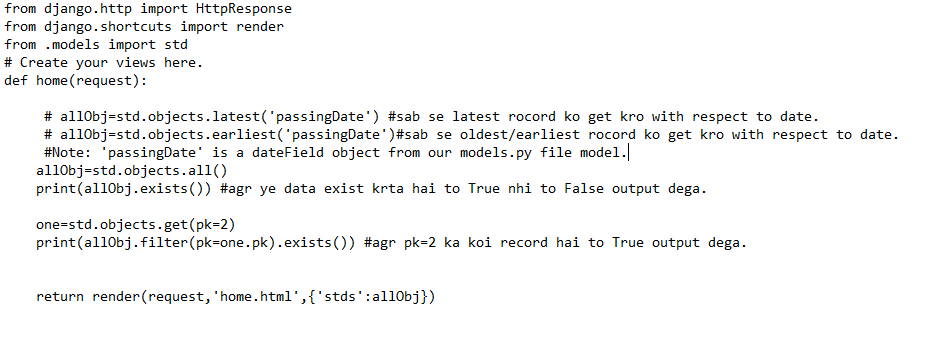 from django.http import HttpResponse
from django.shortcuts import render
from .models import std
# Create your views here.
def home(request):
# allObj=std.objects.latest('passingDate') #sab se latest rocord ko get kro with respect to date.
# allObj=std.objects.earliest('passingDate')#sab se oldest/earliest rocord ko get kro with respect to date.
#Note: 'passingDate' is a dateField object from our models.py file model.
allObj=std.objects.all()
print(allObj.exists()) #agr ye data exist krta hai to True nhi to False output dega.
one=std.objects.get(pk=2)
print(allObj.filter(pk=one.pk).exists()) #agr pk=2 ka koi record hai to True output dega.
return render(request,'home.html',{'stds':allObj})